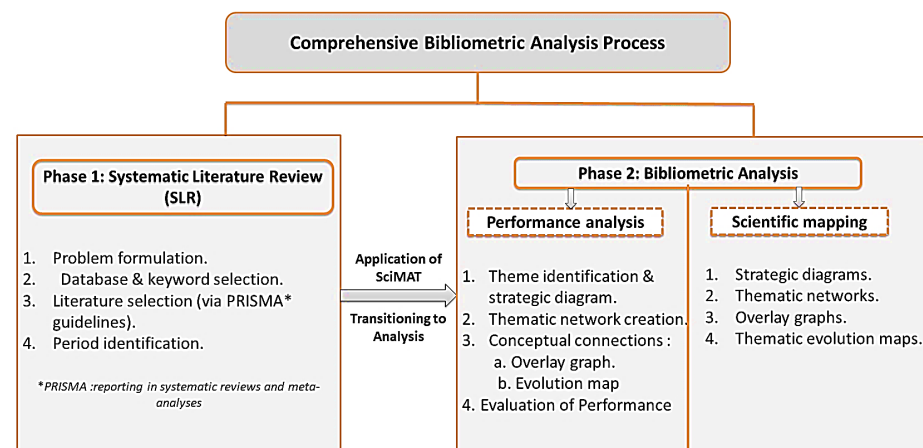 Comprehensive Bibliometric Analysis Process
Phase 1: Systematic Literature Review
(SLR)
1. Problem formulation.
2. Database & keyword selection.
3. Literature selection (via PRISMA*
guidelines).
4. Period identification.
*PRISMA :reporting in systematic reviews and meta-
analyses
Application of
SciMAT
Transitioning to
Analysis
Phase 2: Bibliometric Analysis
Performance analysis
1. Theme identification &
strategic diagram.
2. Thematic network creation.
3. Conceptual connections :
a. Overlay graph.
b. Evolution map
4. Evaluation of Performance
Scientific mapping
1. Strategic diagrams.
2. Thematic networks.
3. Overlay graphs.
4. Thematic evolution maps.